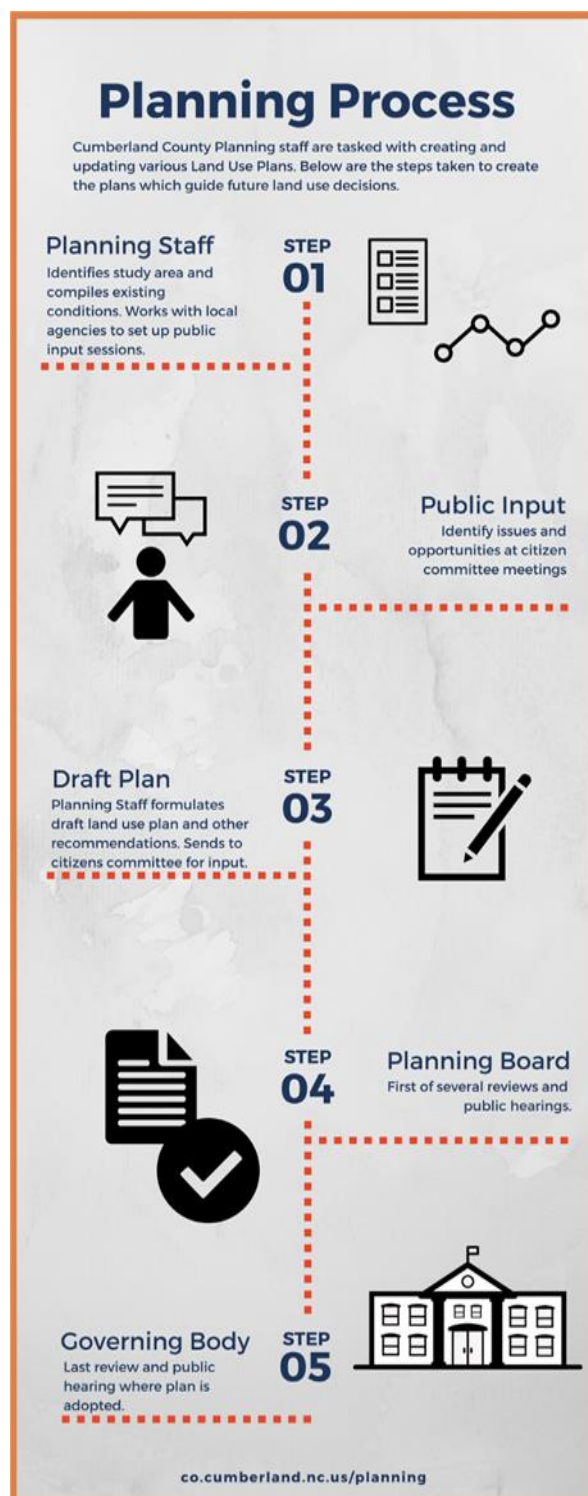 Planning Process
Cumberland County Planning staff are tasked with creating and
updating various Land Use Plans. Below are the steps taken to create
the plans which guide future land use decisions.
Planning Staff
Identifies study area and
compiles existing
conditions. Works with local
agencies to set up public
input sessions.
STEP
01
STEP
02
Public Input
Identify issues and
opportunities at citizen
committee meetings
Draft Plan
Planning Staff formulates
draft land use plan and other
recommendations. Sends to
citizens committee for input.
STEP
03
STEP
04
Planning Board
First of several reviews and
public hearings.
Governing Body
Last review and public
hearing where plan is
adopted.
STEP
05
co.cumberland.nc.us/planning